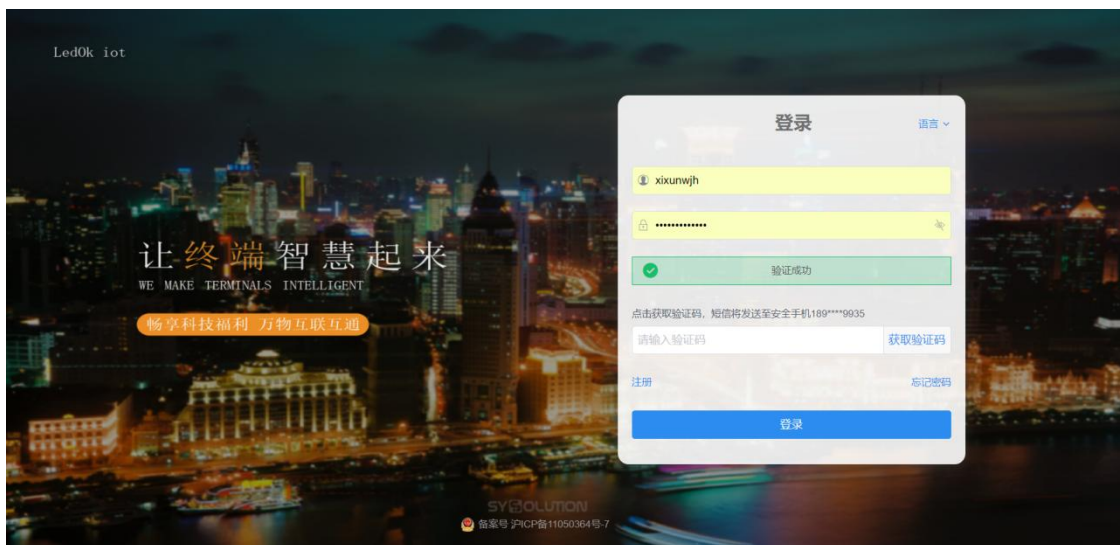 LedOk iot
让终端智慧起来
WE MAKE TERMINALS INTELLIGENT
畅享科技福利 万物互联互通
登录
语言
xixunwjh
•••••••••••••
验证成功
点击获取验证码，短信将发送至安全手机189****9935
请输入验证码
获取验证码
注册
忘记密码
登录
SYSOLUTION
备案号 沪ICP备11050364号-7